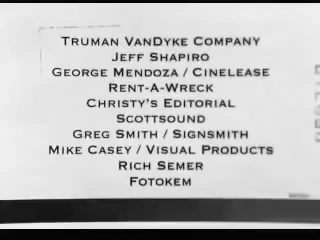 Truman VanDyke Company
Jeff Shapiro
George Mendoza / Cinelease
Rent-A-Wreck
Christy's Editorial
Scottsound
Greg Smith / Signsmith
Mike Casey / Visual Products
Rich Semer
Fotokem